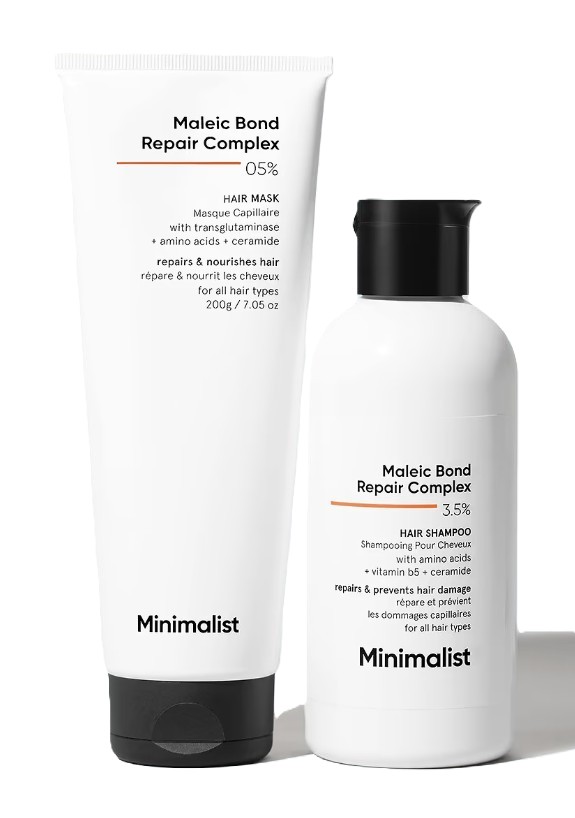 Maleic Bond
Repair Complex
05%
HAIR MASK
Masque Capillaire
with transglutaminase
+ amino acids + ceramide
repairs & nourishes hair
répare & nourrit les cheveux
for all hair types
200g / 7.05 oz
Minimalist
Maleic Bond
Repair Complex
3.5%
HAIR SHAMPOO
Shampooing Pour Cheveux
with amino acids
+ vitamin b5 + ceramide
repairs & prevents hair damage
répare et prévient
les dommages capillaires
for all hair types
Minimalist